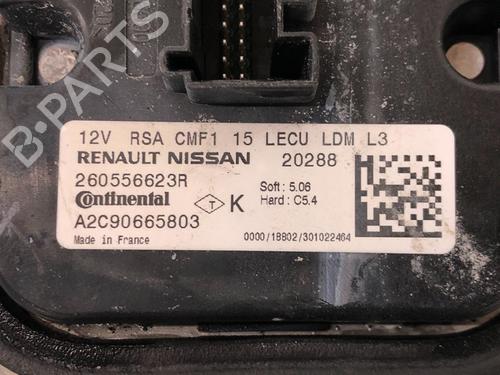 12V RSA CMF1 15 LECU LDM L3
RENAULT NISSAN 20288
260556623R
Soft : 5.06
Continental T K Hard : C5.4
A2C90665803
Made in France 0000/18802/301022464
B-PARTS